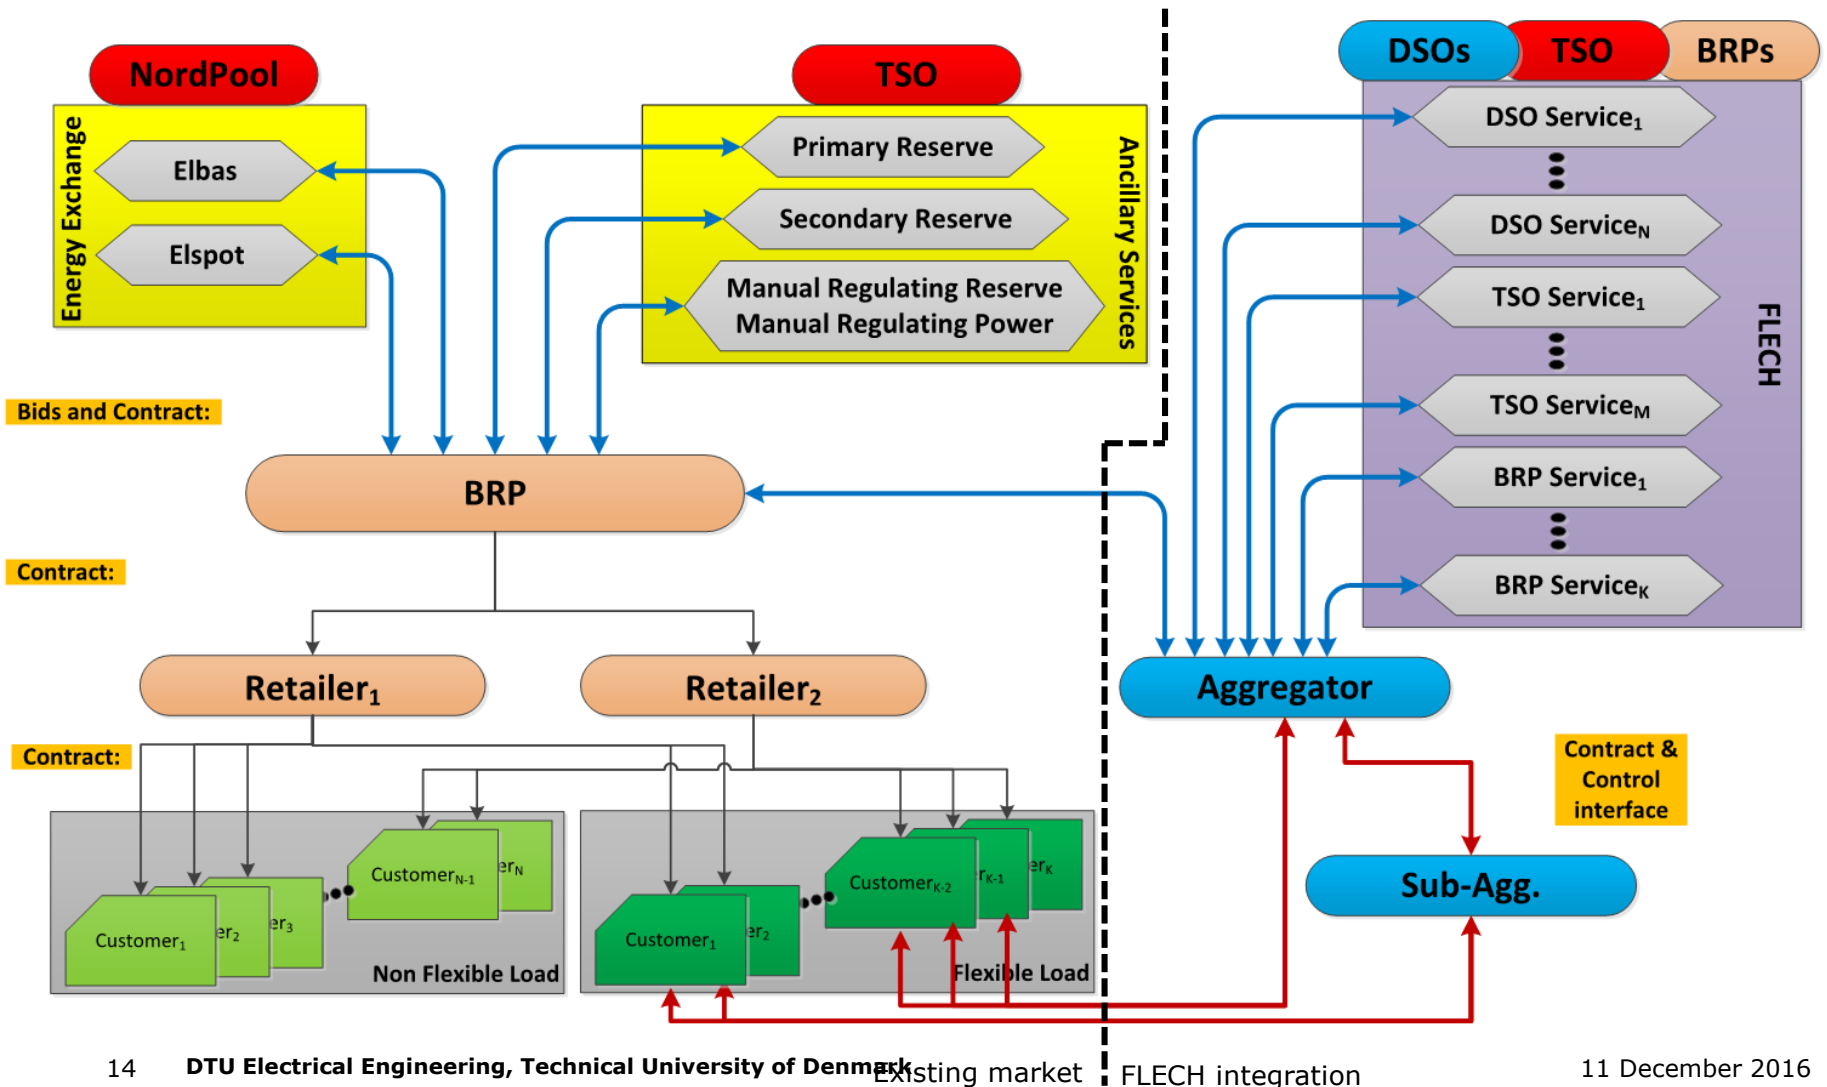 NordPool
Energy Exchange
Elbas
Elspot
TSO
Primary Reserve
Secondary Reserve
Manual Regulating Reserve
Manual Regulating Power
Ancillary Services
DSOs
TSO
BRPs
DSO Service1
DSO ServiceN
TSO Service1
TSO ServiceM
BRP Service1
BRP ServiceK
FLECH
Bids and Contract:
BRP
Contract:
Retailer1
Retailer2
Aggregator
Contract:
Contract &
Control
interface
Customer1
er2
er3
CustomerN-1
erN
Non Flexible Load
Customer1
er2
CustomerK-2
erK-1
erK
Flexible Load
Sub-Agg.
14
DTU Electrical Engineering, Technical University of Denmark
Existing market
FLECH integration
11 December 2016